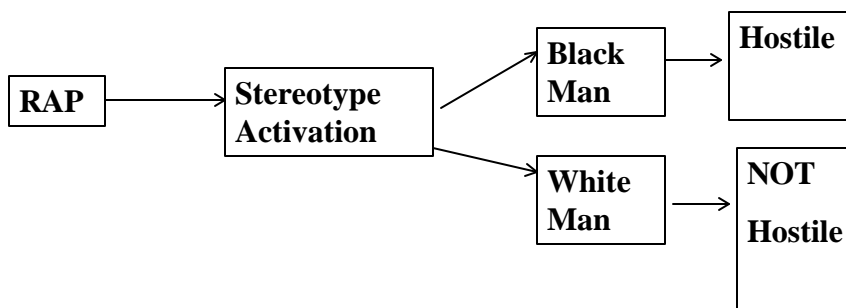 RAP
Stereotype
Activation
Black
Man
Hostile
White
Man
NOT
Hostile